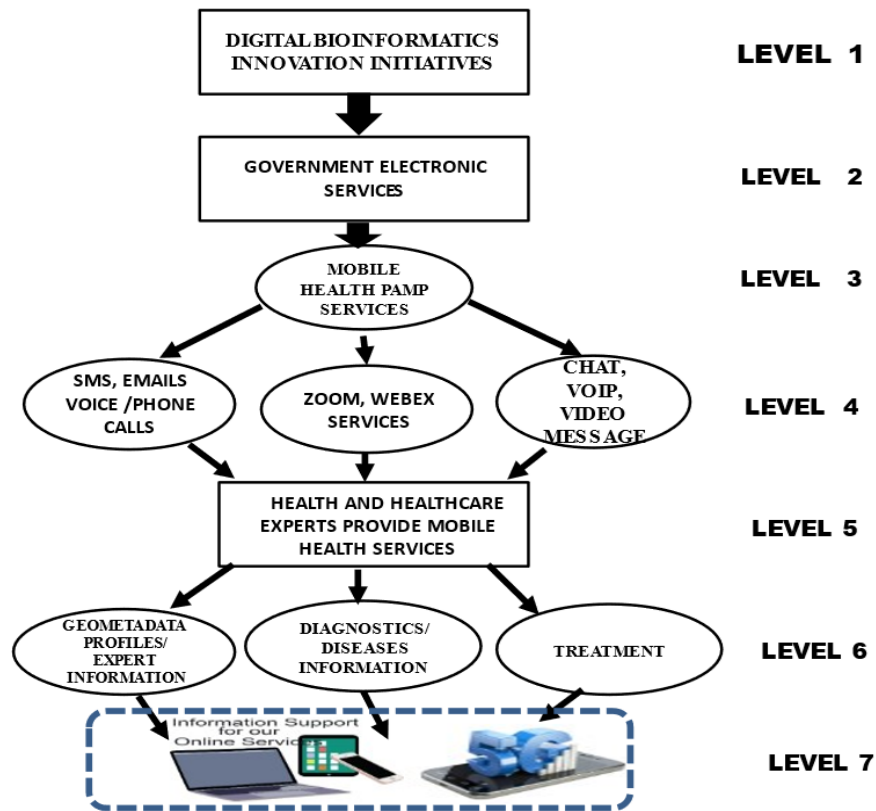 DIGITAL BIOINFORMATICS
INNOVATION INITIATIVES
LEVEL 1
GOVERNMENT ELECTRONIC
SERVICES
LEVEL 2
MOBILE
HEALTH PAMP
SERVICES
LEVEL 3
SMS, EMAILS
VOICE /PHONE
CALLS
ZOOM, WEBEX
SERVICES
CHAT,
VOIP,
VIDEO
MESSAGE
LEVEL 4
HEALTH AND HEALTHCARE
EXPERTS PROVIDE MOBILE
HEALTH SERVICES
LEVEL 5
GEOMETADATA
PROFILES/
EXPERT
INFORMATION
DIAGNOSTICS/
DISEASES
INFORMATION
TREATMENT
LEVEL 6
Information Support
for our
Online Services
5G
LEVEL 7